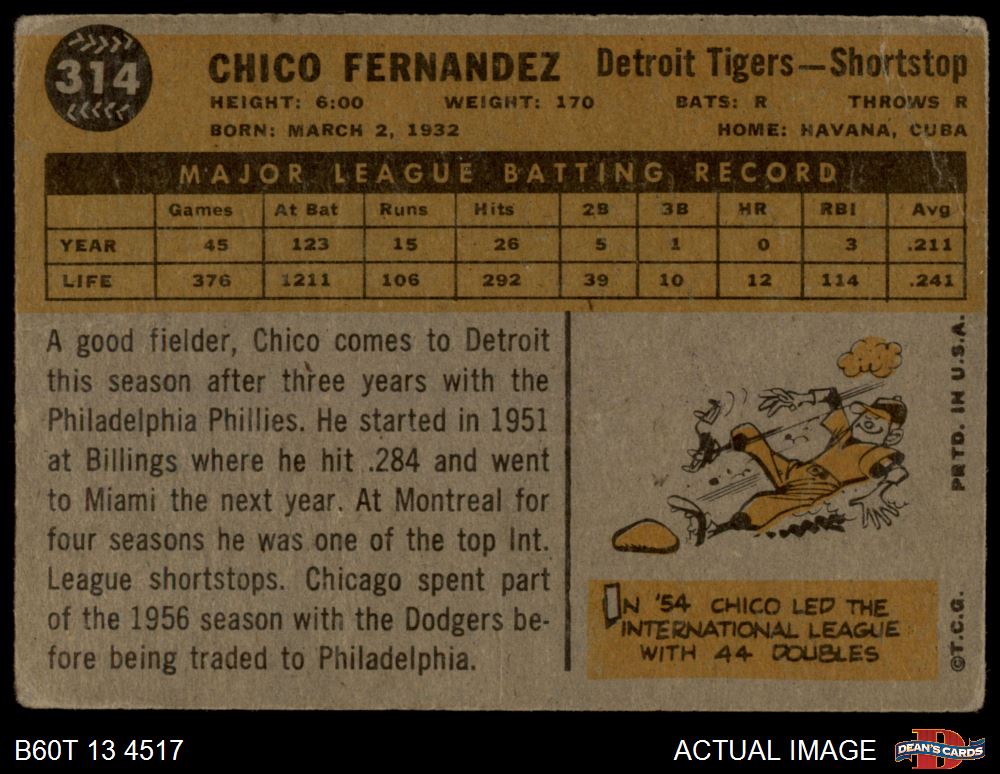 314
CHICO FERNANDEZ Detroit Tigers—Shortstop
HEIGHT: 6:00 WEIGHT: 170 BATS: R THROWS R
BORN: MARCH 2, 1932 HOME: HAVANA, CUBA
MAJOR LEAGUE BATTING RECORD
Games At Bat Runs Hits 2B 3B HR RBI Avg
YEAR 45 123 15 26 5 1 0 3 .211
LIFE 376 1211 106 292 39 10 12 114 .241
A good fielder, Chico comes to Detroit
this season after three years with the
Philadelphia Phillies. He started in 1951
at Billings where he hit .284 and went
to Miami the next year. At Montreal for
four seasons he was one of the top Int.
League shortstops. Chicago spent part
of the 1956 season with the Dodgers be-
fore being traded to Philadelphia.
IN '54 CHICO LED THE
INTERNATIONAL LEAGUE
WITH 44 DOUBLES
©T.C.G. PRTD. IN U.S.A.
B60T 13 4517 ACTUAL IMAGE DEAN'S CARDS